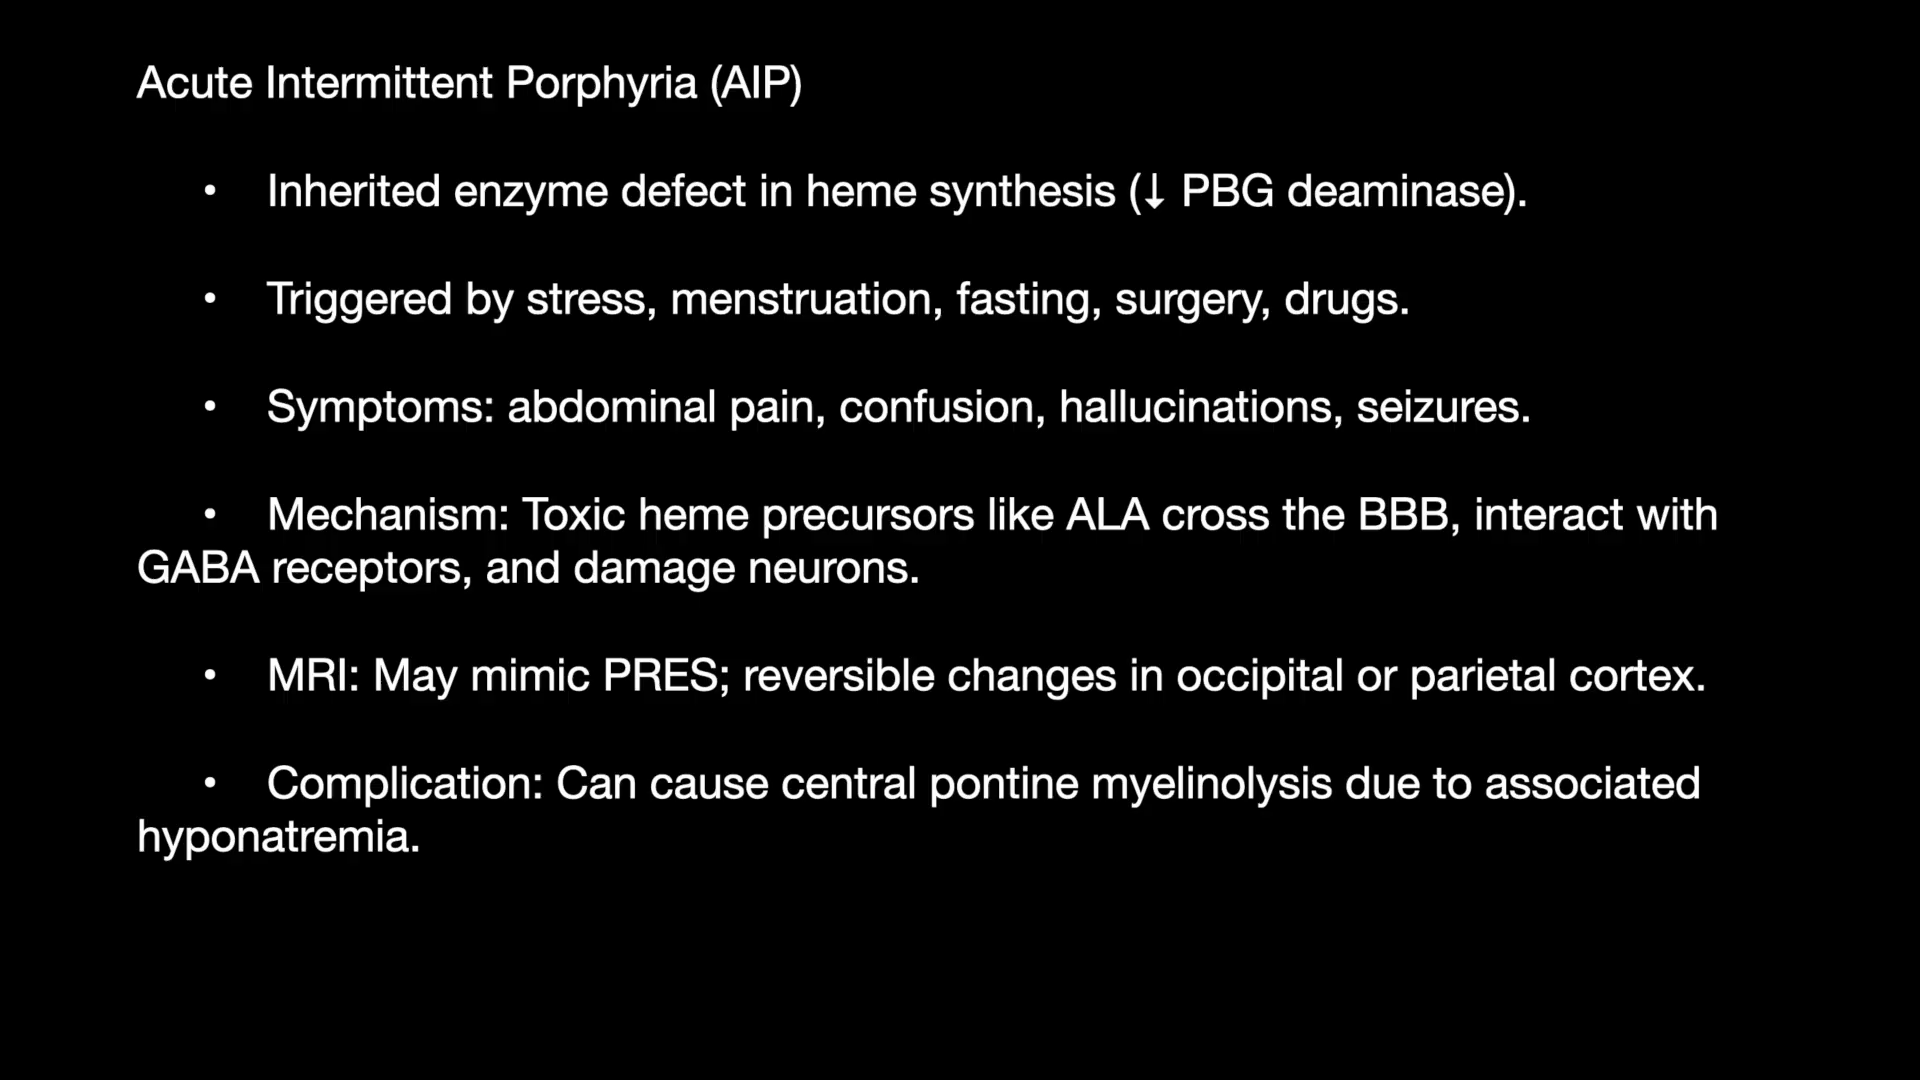 Acute Intermittent Porphyria (AIP)
• Inherited enzyme defect in heme synthesis (↓ PBG deaminase).
• Triggered by stress, menstruation, fasting, surgery, drugs.
• Symptoms: abdominal pain, confusion, hallucinations, seizures.
• Mechanism: Toxic heme precursors like ALA cross the BBB, interact with
GABA receptors, and damage neurons.
• MRI: May mimic PRES; reversible changes in occipital or parietal cortex.
• Complication: Can cause central pontine myelinolysis due to associated
hyponatremia.